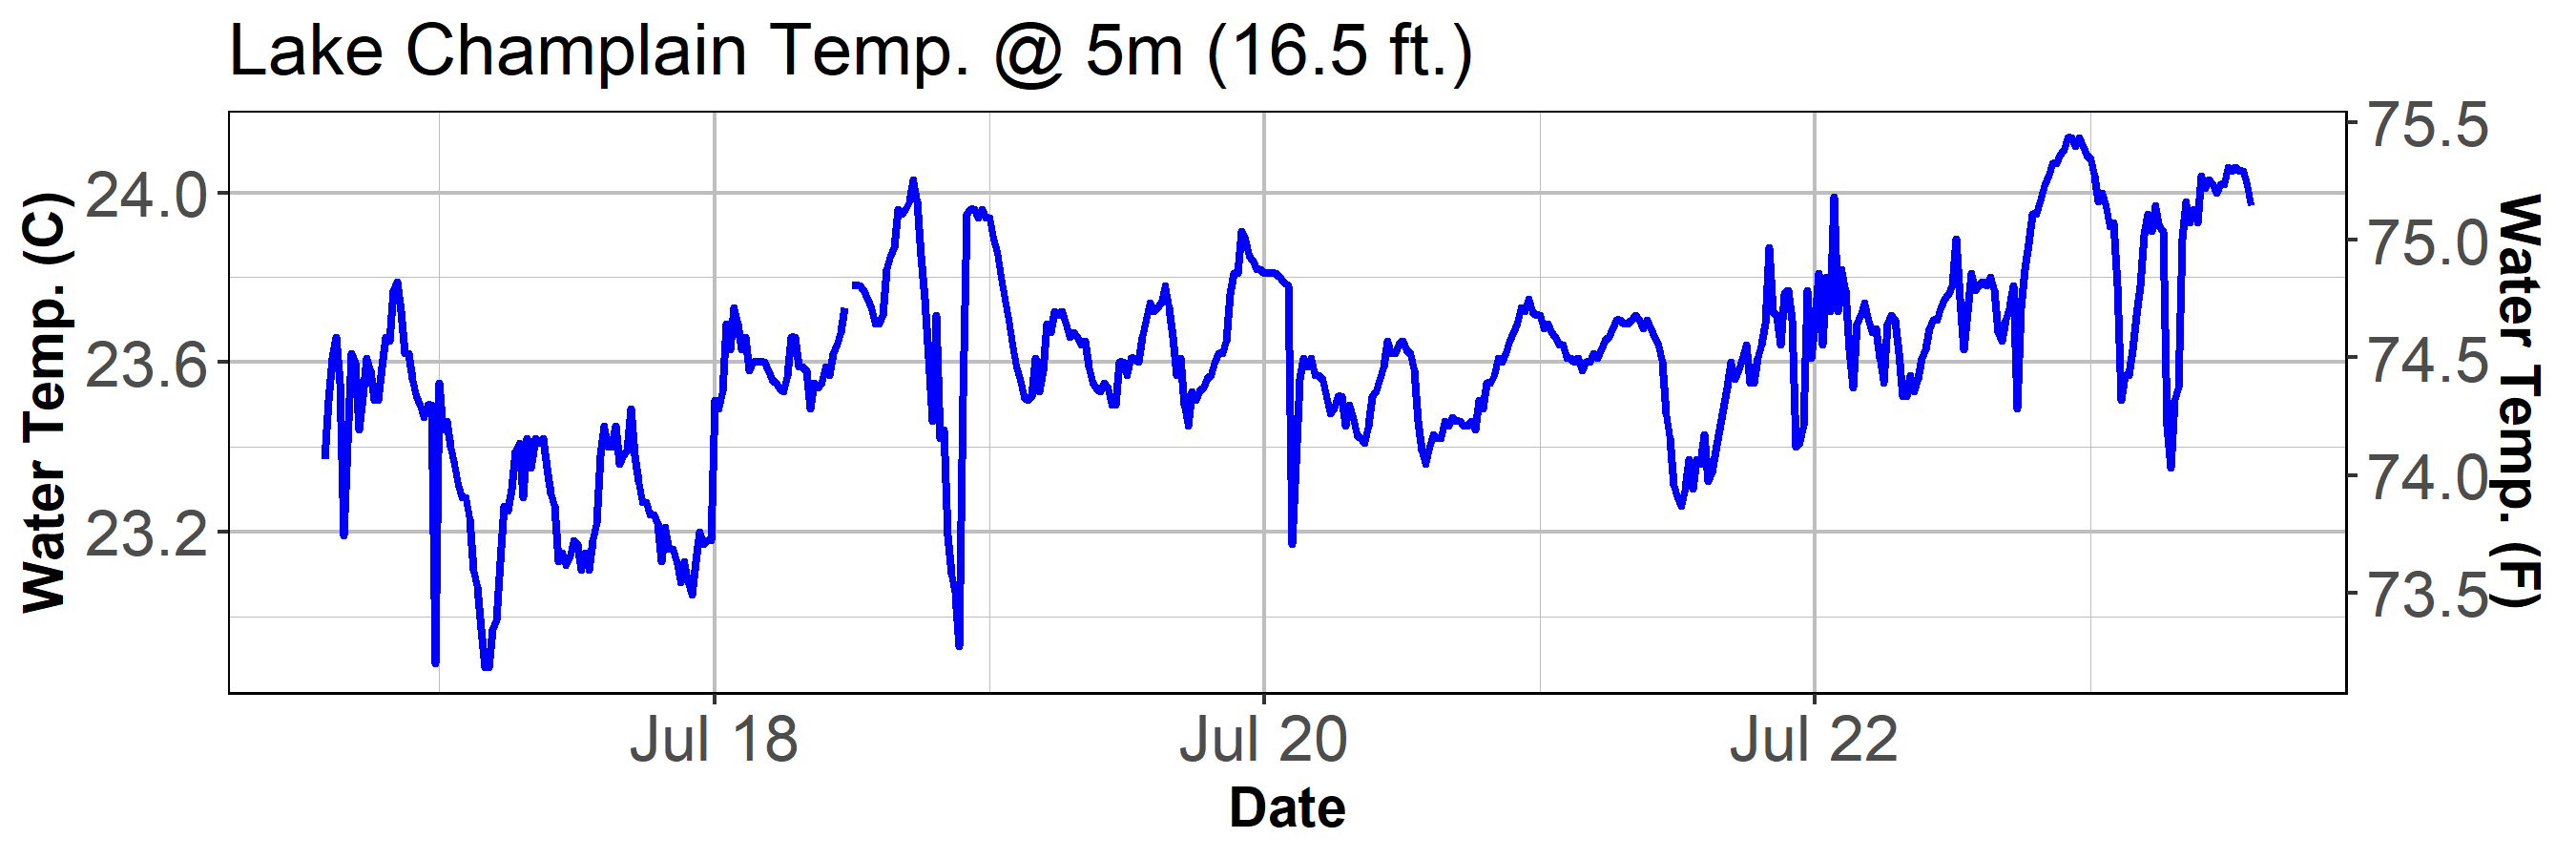 Lake Champlain Temp. @ 5m (16.5 ft.)
Water Temp. (C)
24.0
23.6
23.2
75.5
75.0
74.5
74.0
73.5
Water Temp. (F)
Jul 18
Jul 20
Jul 22
Date